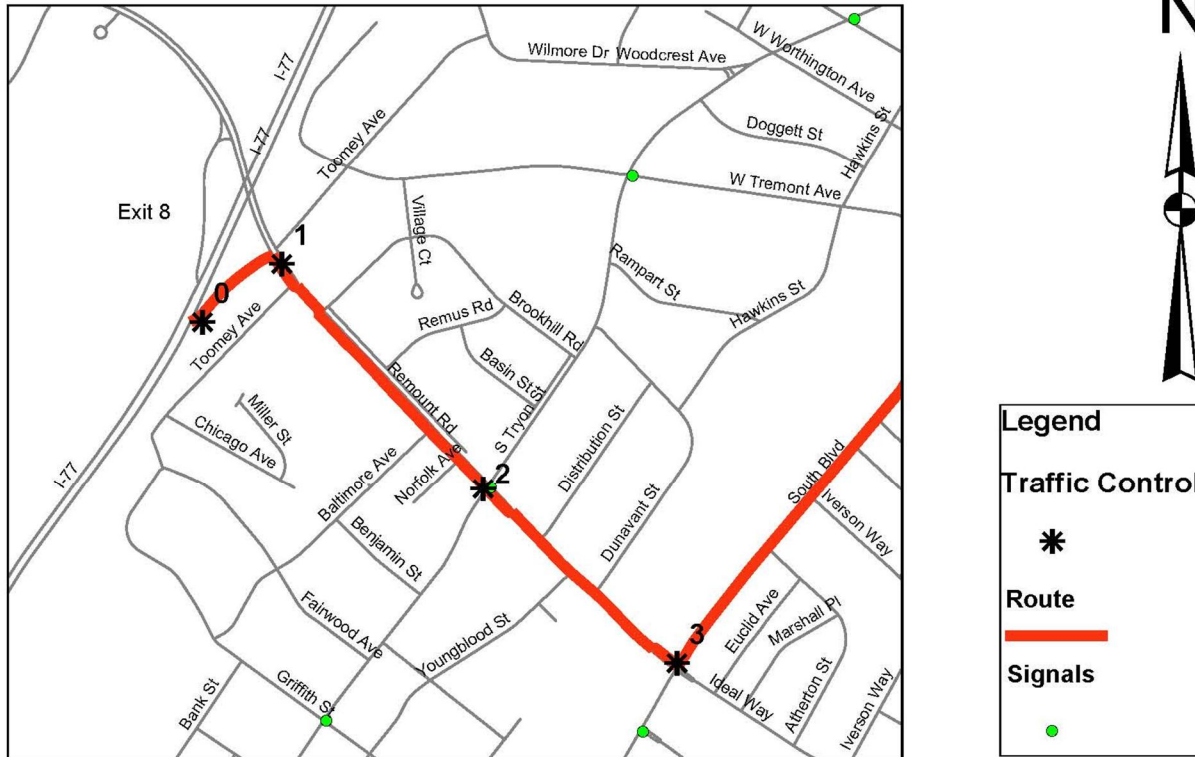 N
Wilmore Dr
Woodcrest Ave
W Worthington Ave
I-77
Toomey Ave
I-77
Doggett St
Hawkins St
W Tremont Ave
Exit 8
Village Ct
1
Rampart St
0
Toomey Ave
Remus Rd
Brookhill Rd
Hawkins St
Basin St
Remount Rd
S Tryon St
Miller St
Chicago Ave
Distribution St
South Blvd
I-77
Baltimore Ave
Norfolk Ave
2
Iverson Way
Benjamin St
Dunavant St
Fairwood Ave
Youngblood St
Euclid Ave
Marshall Pl
3
Griffith St
Bank St
Ideal Way
Atherton St
Iverson Way
Legend
Traffic Control
Route
Signals